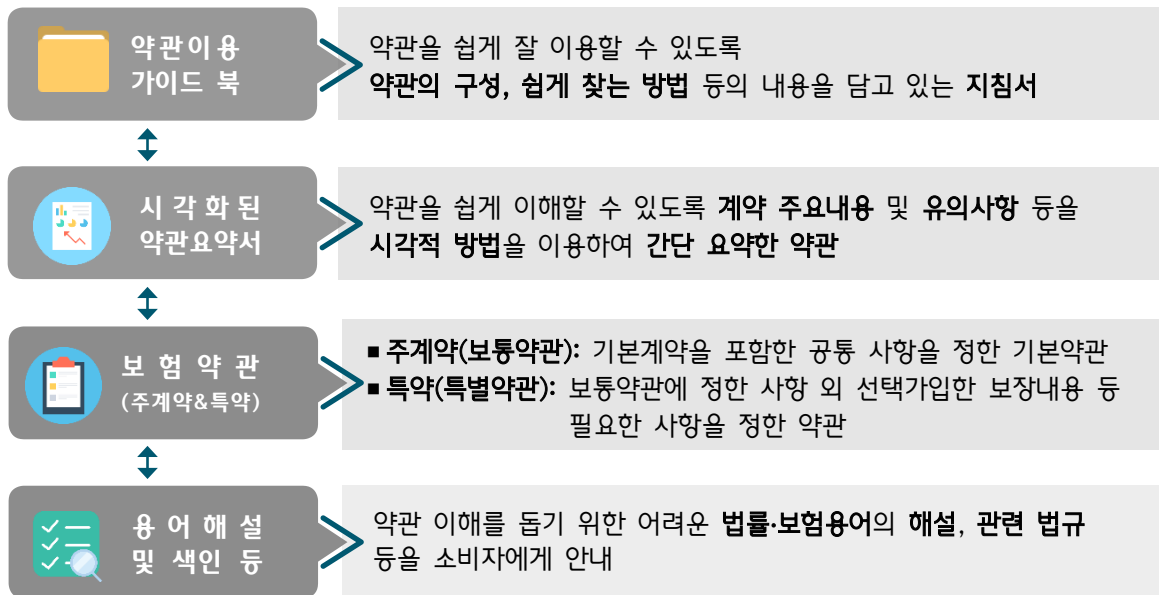 약관이용
가이드 북
약관을 쉽게 잘 이용할 수 있도록
약관의 구성, 쉽게 찾는 방법 등의 내용을 담고 있는 지침서
시 각 화 된
약관요약서
약관을 쉽게 이해할 수 있도록 계약 주요내용 및 유의사항 등을
시각적 방법을 이용하여 간단 요약한 약관
보 험 약 관
(주계약&특약)
▪ 주계약(보통약관): 기본계약을 포함한 공통 사항을 정한 기본약관
▪ 특약(특별약관): 보통약관에 정한 사항 외 선택가입한 보장내용 등
필요한 사항을 정한 약관
용 어 해 설
및 색인 등
약관 이해를 돕기 위한 어려운 법률·보험용어의 해설, 관련 법규
등을 소비자에게 안내